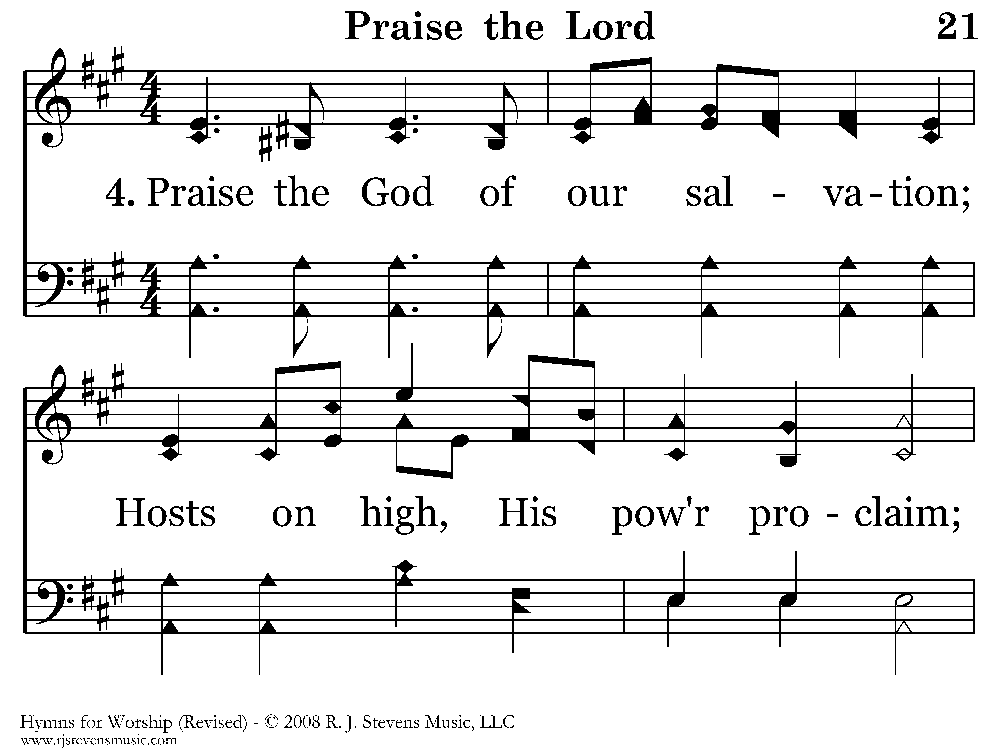 Praise the Lord 21
4. Praise the God of our sal - va - tion;
Hosts on high, His pow'r pro - claim;
Hymns for Worship (Revised) - © 2008 R. J. Stevens Music, LLC
www.rjstevensmusic.com